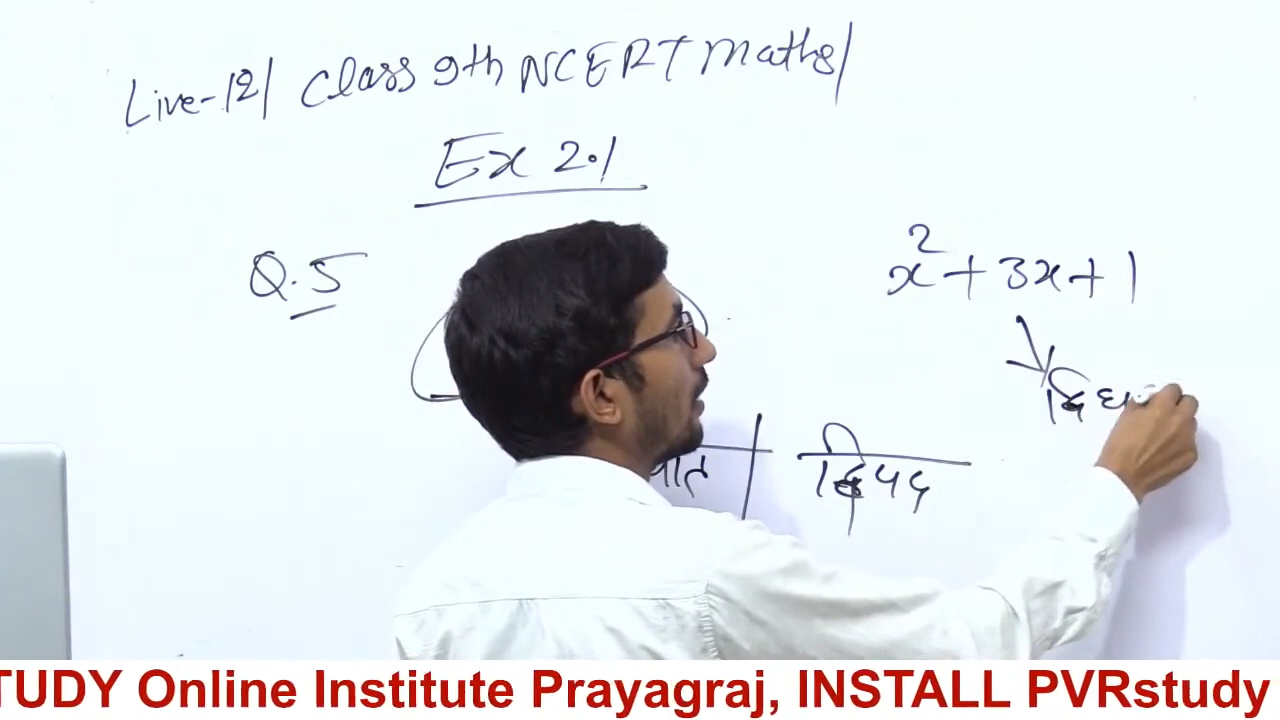 Live-12/ Class 9th NCERT Maths/
Ex 2.1
Q.5
x² + 3x + 1
द्विघा
घात | द्विपद
TUDY Online Institute Prayagraj, INSTALL PVRstudy